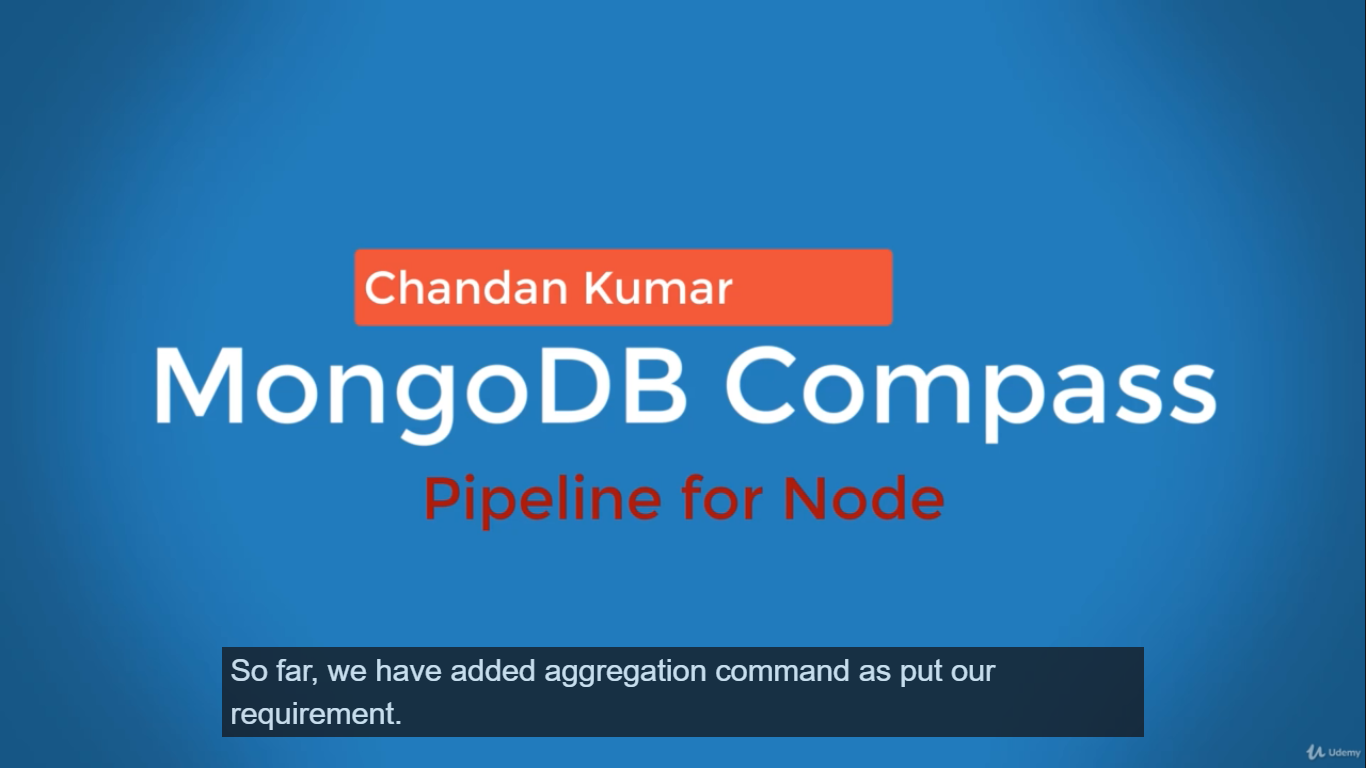 Chandan Kumar
MongoDB Compass
Pipeline for Node
So far, we have added aggregation command as put our
requirement.
Udemy